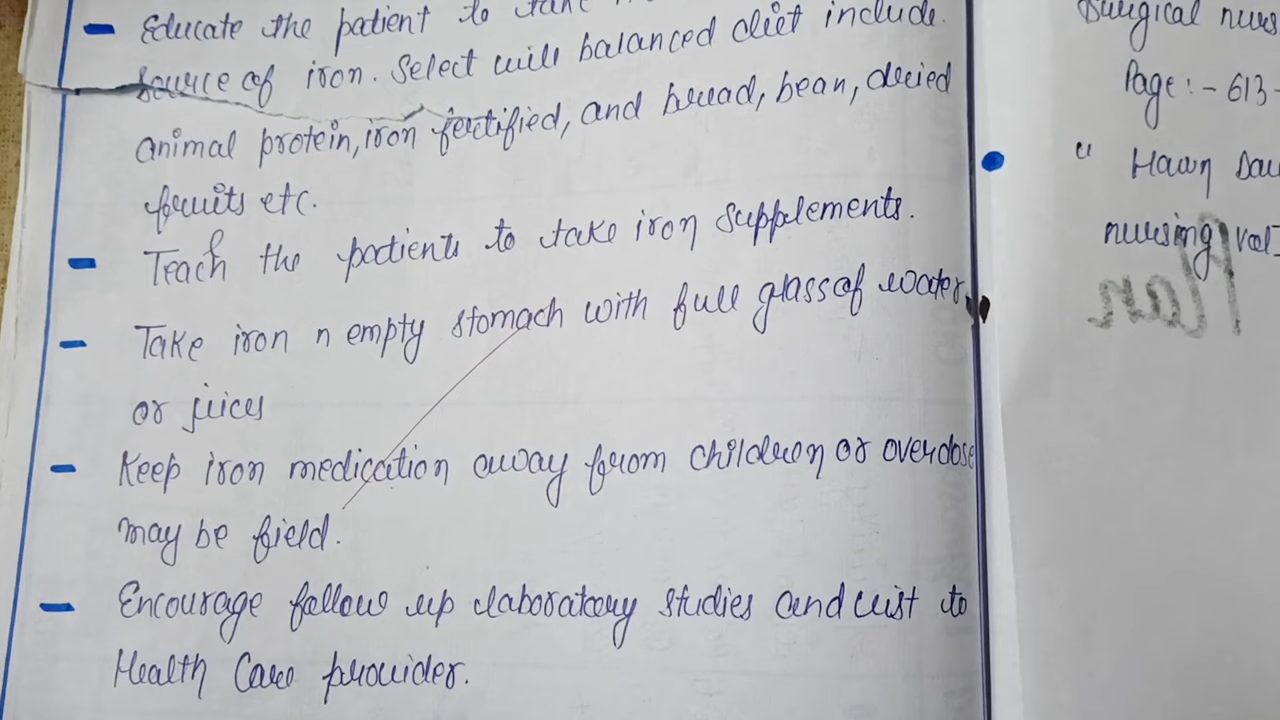 - Educate the patient to take
source of iron. Select will balanced diet include.
animal protein, iron fertified, and bread, bean, dried
fruits etc.
- Teach the patients to take iron supplements.
- Take iron n empty stomach with full glass of water,
or juices
- Keep iron medication away from children or overdose
may be field.
- Encourage follow up laboratory studies and visit to
Health Care provider.
Surgical nurs
Page :- 613-
" Hawn Dau
nursing vol
Plan